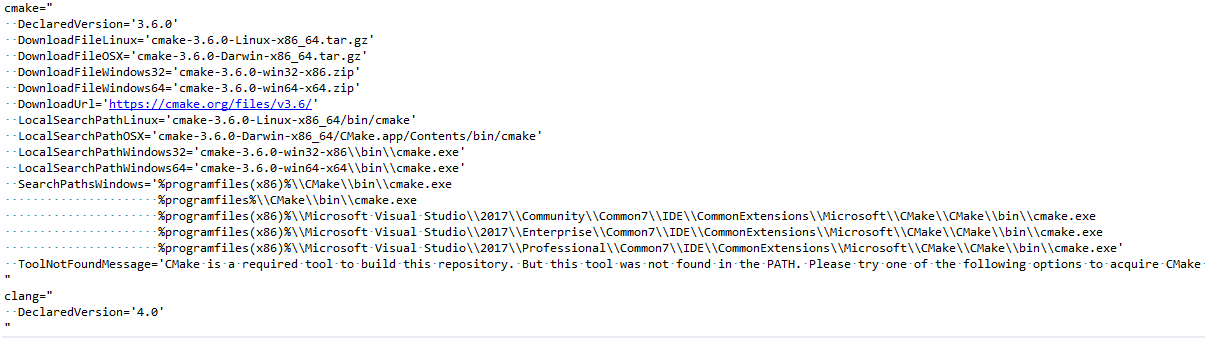 cmake="
  DeclaredVersion='3.6.0'
  DownloadFileLinux='cmake-3.6.0-Linux-x86_64.tar.gz'
  DownloadFileOSX='cmake-3.6.0-Darwin-x86_64.tar.gz'
  DownloadFileWindows32='cmake-3.6.0-win32-x86.zip'
  DownloadFileWindows64='cmake-3.6.0-win64-x64.zip'
  DownloadUrl='https://cmake.org/files/v3.6/'
  LocalSearchPathLinux='cmake-3.6.0-Linux-x86_64/bin/cmake'
  LocalSearchPathOSX='cmake-3.6.0-Darwin-x86_64/CMake.app/Contents/bin/cmake'
  LocalSearchPathWindows32='cmake-3.6.0-win32-x86\\bin\\cmake.exe'
  LocalSearchPathWindows64='cmake-3.6.0-win64-x64\\bin\\cmake.exe'
  SearchPathsWindows='%programfiles(x86)%\\CMake\\bin\\cmake.exe
                      %programfiles%\\CMake\\bin\\cmake.exe
                      %programfiles(x86)%\\Microsoft Visual Studio\\2017\\Community\\Common7\\IDE\\CommonExtensions\\Microsoft\\CMake\\CMake\\bin\\cmake.exe
                      %programfiles(x86)%\\Microsoft Visual Studio\\2017\\Enterprise\\Common7\\IDE\\CommonExtensions\\Microsoft\\CMake\\CMake\\bin\\cmake.exe
                      %programfiles(x86)%\\Microsoft Visual Studio\\2017\\Professional\\Common7\\IDE\\CommonExtensions\\Microsoft\\CMake\\CMake\\bin\\cmake.exe'
  ToolNotFoundMessage='CMake is a required tool to build this repository. But this tool was not found in the PATH. Please try one of the following options to acquire CMake
"
clang="
  DeclaredVersion='4.0'
"